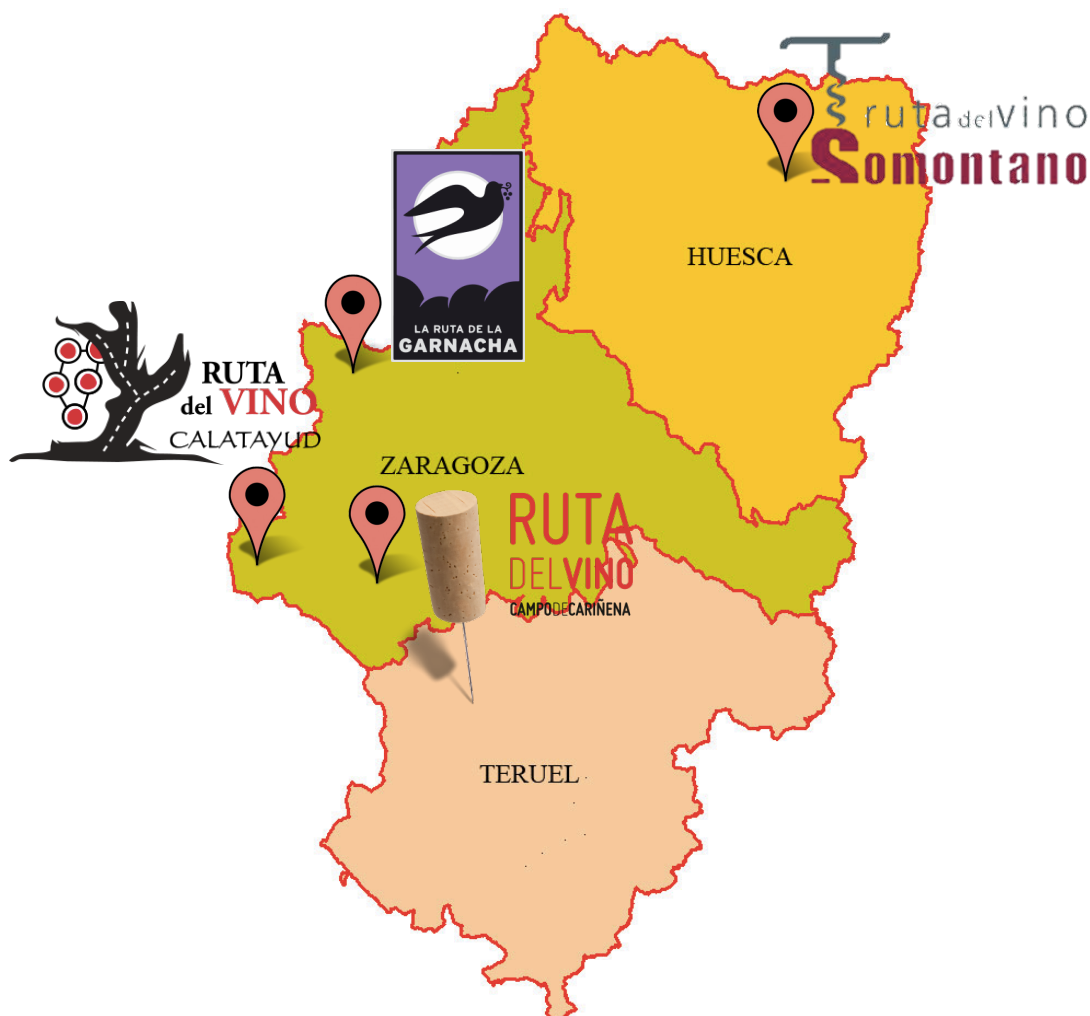 ruta del vino
Somontano
HUESCA
LA RUTA DE LA
GARNACHA
RUTA
del VINO
CALATAYUD
ZARAGOZA
RUTA
DEL VINO
CAMPO DE CARIÑENA
TERUEL